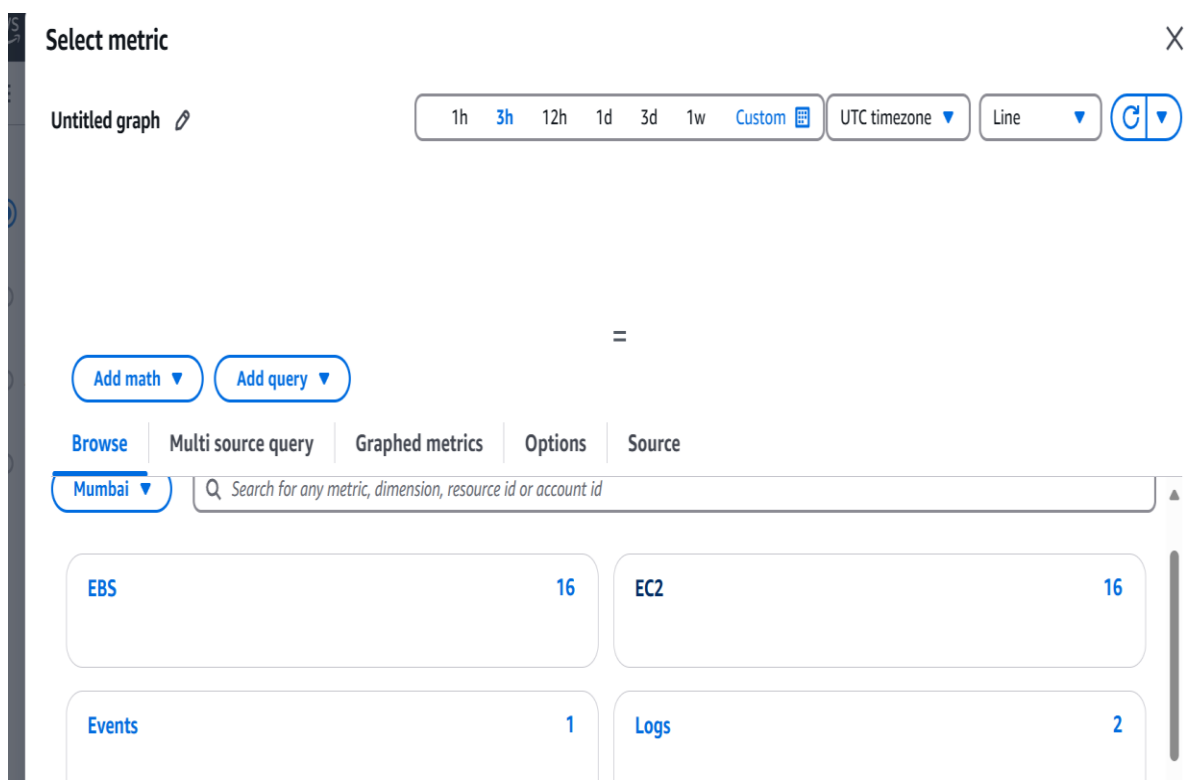 Select metric
Untitled graph
1h 3h 12h 1d 3d 1w Custom UTC timezone Line
Add math Add query
Browse Multi source query Graphed metrics Options Source
Mumbai Search for any metric, dimension, resource id or account id
EBS 16 EC2 16
Events 1 Logs 2